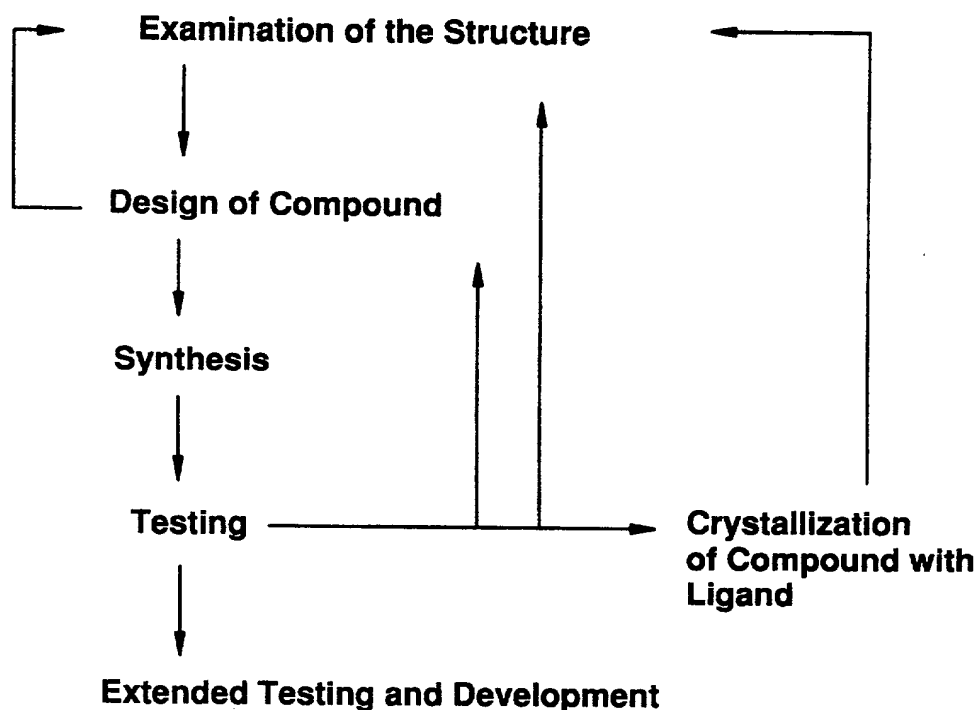 Examination of the Structure
Design of Compound
Synthesis
Testing
Crystallization
of Compound with
Ligand
Extended Testing and Development